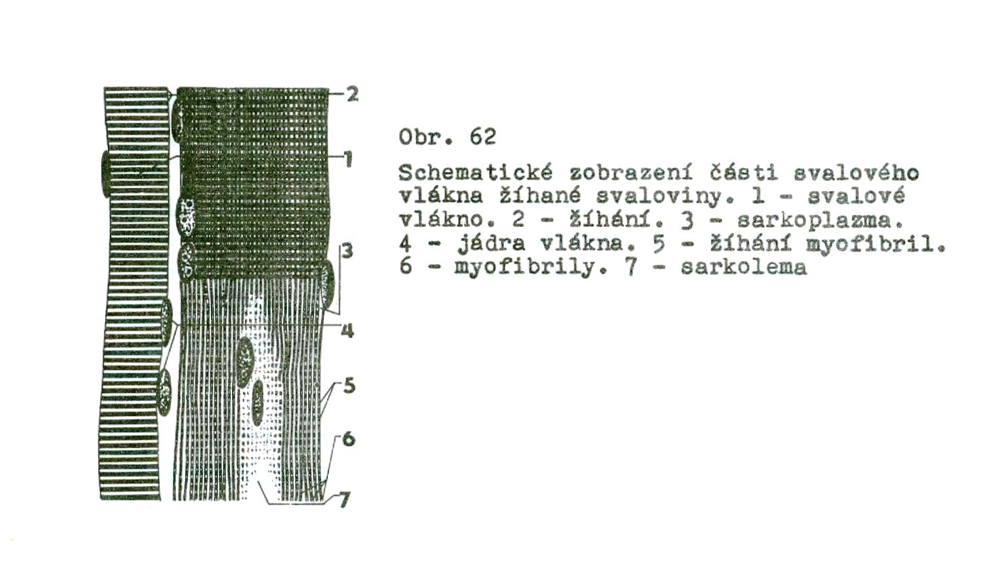 2
1
3
4
5
6
7
Obr. 62
Schematické zobrazení části svalového
vlákna žíhané svaloviny. 1 - svalové
vlákno. 2 - žíhání. 3 - sarkoplazma.
4 - jádra vlákna. 5 - žíhání myofibril.
6 - myofibrily. 7 - sarkolema